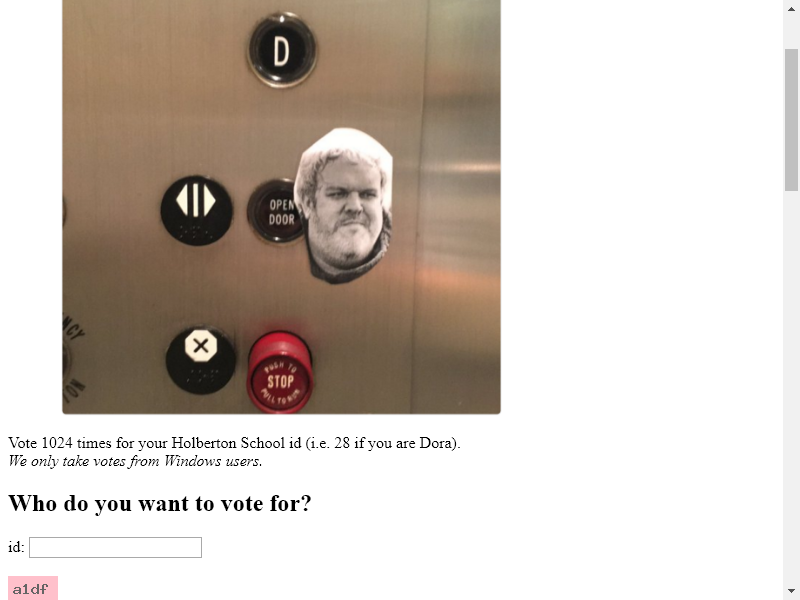 D
OPEN
DOOR
PUSH TO
STOP
PULL TO RUN
Vote 1024 times for your Holberton School id (i.e. 28 if you are Dora).
We only take votes from Windows users.
Who do you want to vote for?
id:
a1df